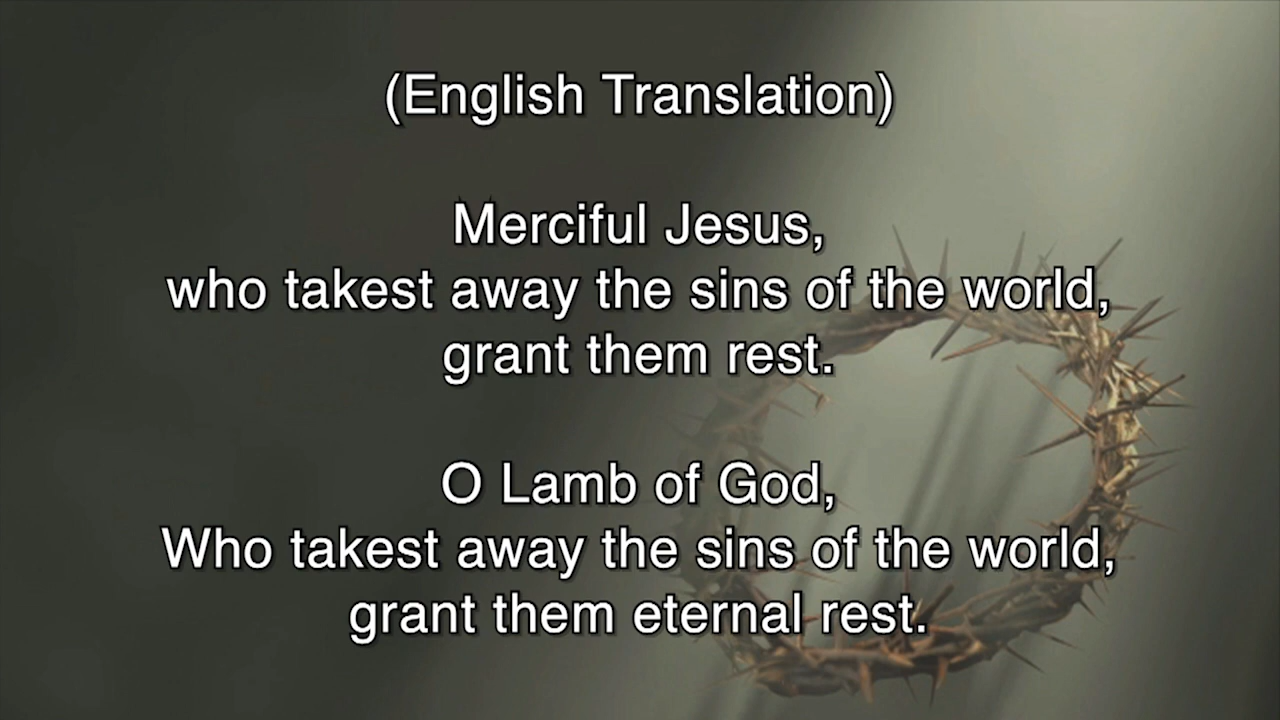 (English Translation)
Merciful Jesus,
who takest away the sins of the world,
grant them rest.
O Lamb of God,
Who takest away the sins of the world,
grant them eternal rest.